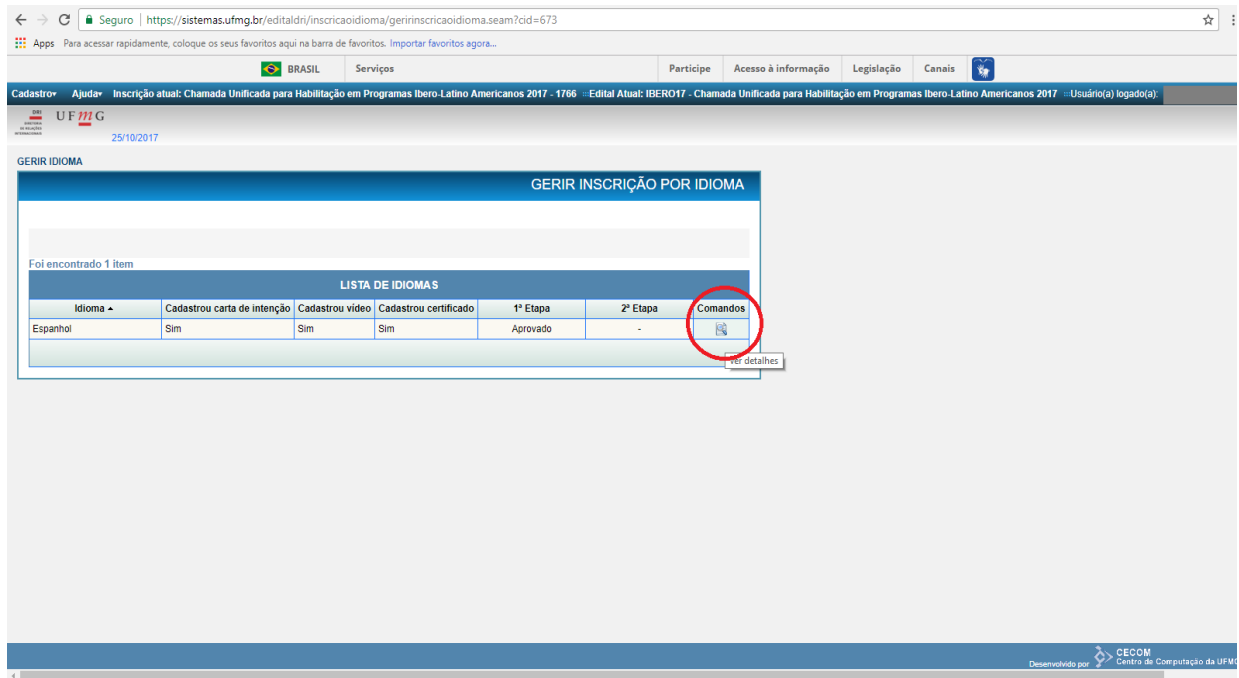 Seguro | https://sistemas.ufmg.br/editaldri/inscricaoidioma/geririnscricaoidioma.seam?cid=673
Apps Para acessar rapidamente, coloque os seus favoritos aqui na barra de favoritos. Importar favoritos agora...
BRASIL Serviços Participe Acesso à informação Legislação Canais
Cadastro Ajuda Inscrição atual: Chamada Unificada para Habilitação em Programas Ibero-Latino Americanos 2017 - 1766 :::Edital Atual: IBERO17 - Chamada Unificada para Habilitação em Programas Ibero-Latino Americanos 2017 :::Usuário(a) logado(a):
DRI
DIRETORIA
DE RELAÇÕES
INTERNACIONAIS
UFmG
25/10/2017
GERIR IDIOMA
GERIR INSCRIÇÃO POR IDIOMA
Foi encontrado 1 item
LISTA DE IDIOMAS
Idioma Cadastrou carta de intenção Cadastrou vídeo Cadastrou certificado 1ª Etapa 2ª Etapa Comandos
Espanhol Sim Sim Sim Aprovado -
Ver detalhes
Desenvolvido por CECOM
Centro de Computação da UFMG